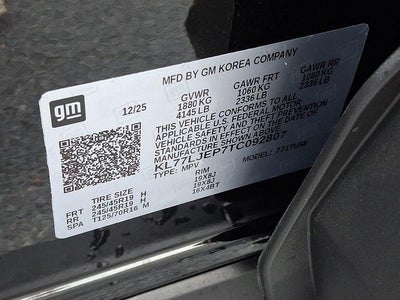 gm
MFD BY GM KOREA COMPANY
12/25
GVWR GAWR FRT GAWR RR
1880 KG 1060 KG 1060 KG
4145 LB 2336 LB 2336 LB
THIS VEHICLE CONFORMS TO ALL
APPLICABLE U.S. FEDERAL MOTOR
VEHICLE SAFETY AND THEFT PREVENTION
STANDARDS IN EFFECT ON THE DATE OF
MANUFACTURE SHOWN ABOVE.
KL77LJEP7TC092807
TYPE: MPV MODEL: 771TU58
TIRE SIZE RIM
FRT 245/45R19 H 19X8J
RR 245/45R19 H 19X8J
SPA T125/70R16 M 16X4BT